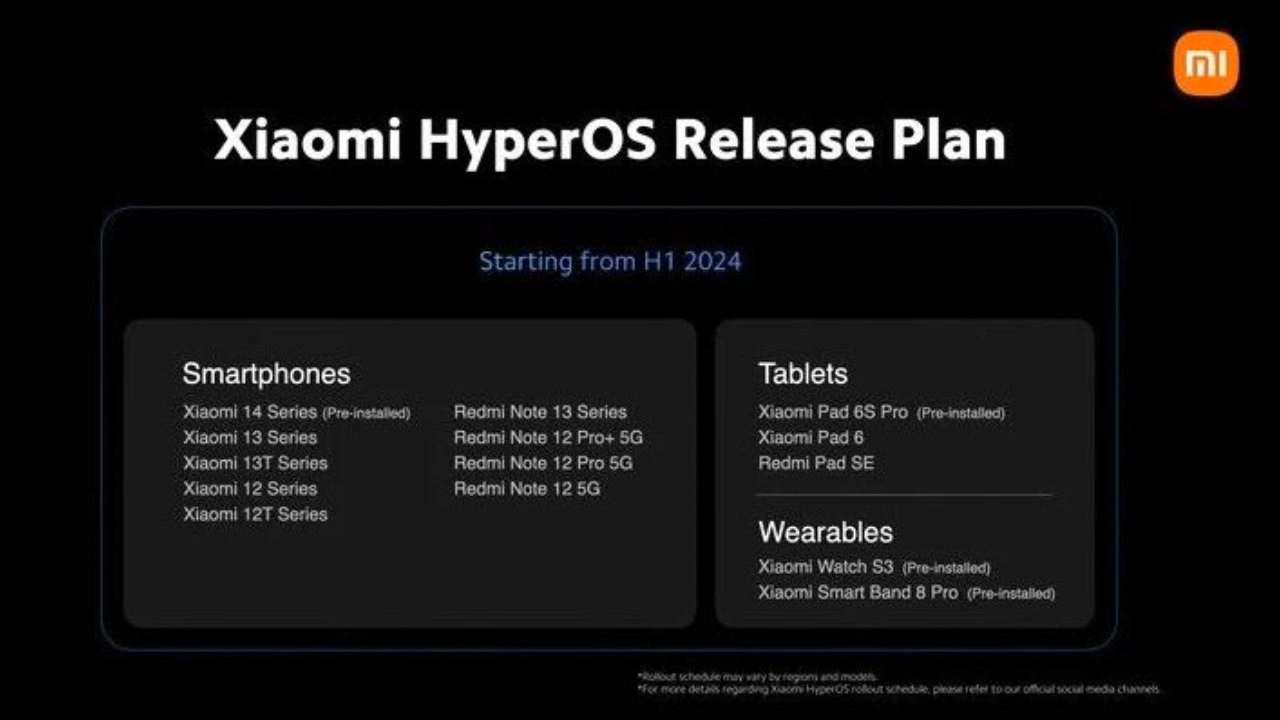 mi
Xiaomi HyperOS Release Plan
Starting from H1 2024
Smartphones
Xiaomi 14 Series (Pre-installed)
Xiaomi 13 Series
Xiaomi 13T Series
Xiaomi 12 Series
Xiaomi 12T Series
Redmi Note 13 Series
Redmi Note 12 Pro+ 5G
Redmi Note 12 Pro 5G
Redmi Note 12 5G
Tablets
Xiaomi Pad 6S Pro (Pre-installed)
Xiaomi Pad 6
Redmi Pad SE
Wearables
Xiaomi Watch S3 (Pre-installed)
Xiaomi Smart Band 8 Pro (Pre-installed)
*Rollout schedule may vary by regions and models.
*For more details regarding Xiaomi HyperOS rollout schedule, please refer to our official social media channels.